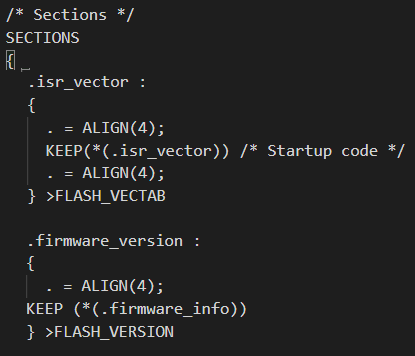 /* Sections */
SECTIONS
{
  .isr_vector :
  {
    . = ALIGN(4);
    KEEP(*(.isr_vector)) /* Startup code */
    . = ALIGN(4);
  } >FLASH_VECTAB

  .firmware_version :
  {
    . = ALIGN(4);
  KEEP (*(.firmware_info))
  } >FLASH_VERSION